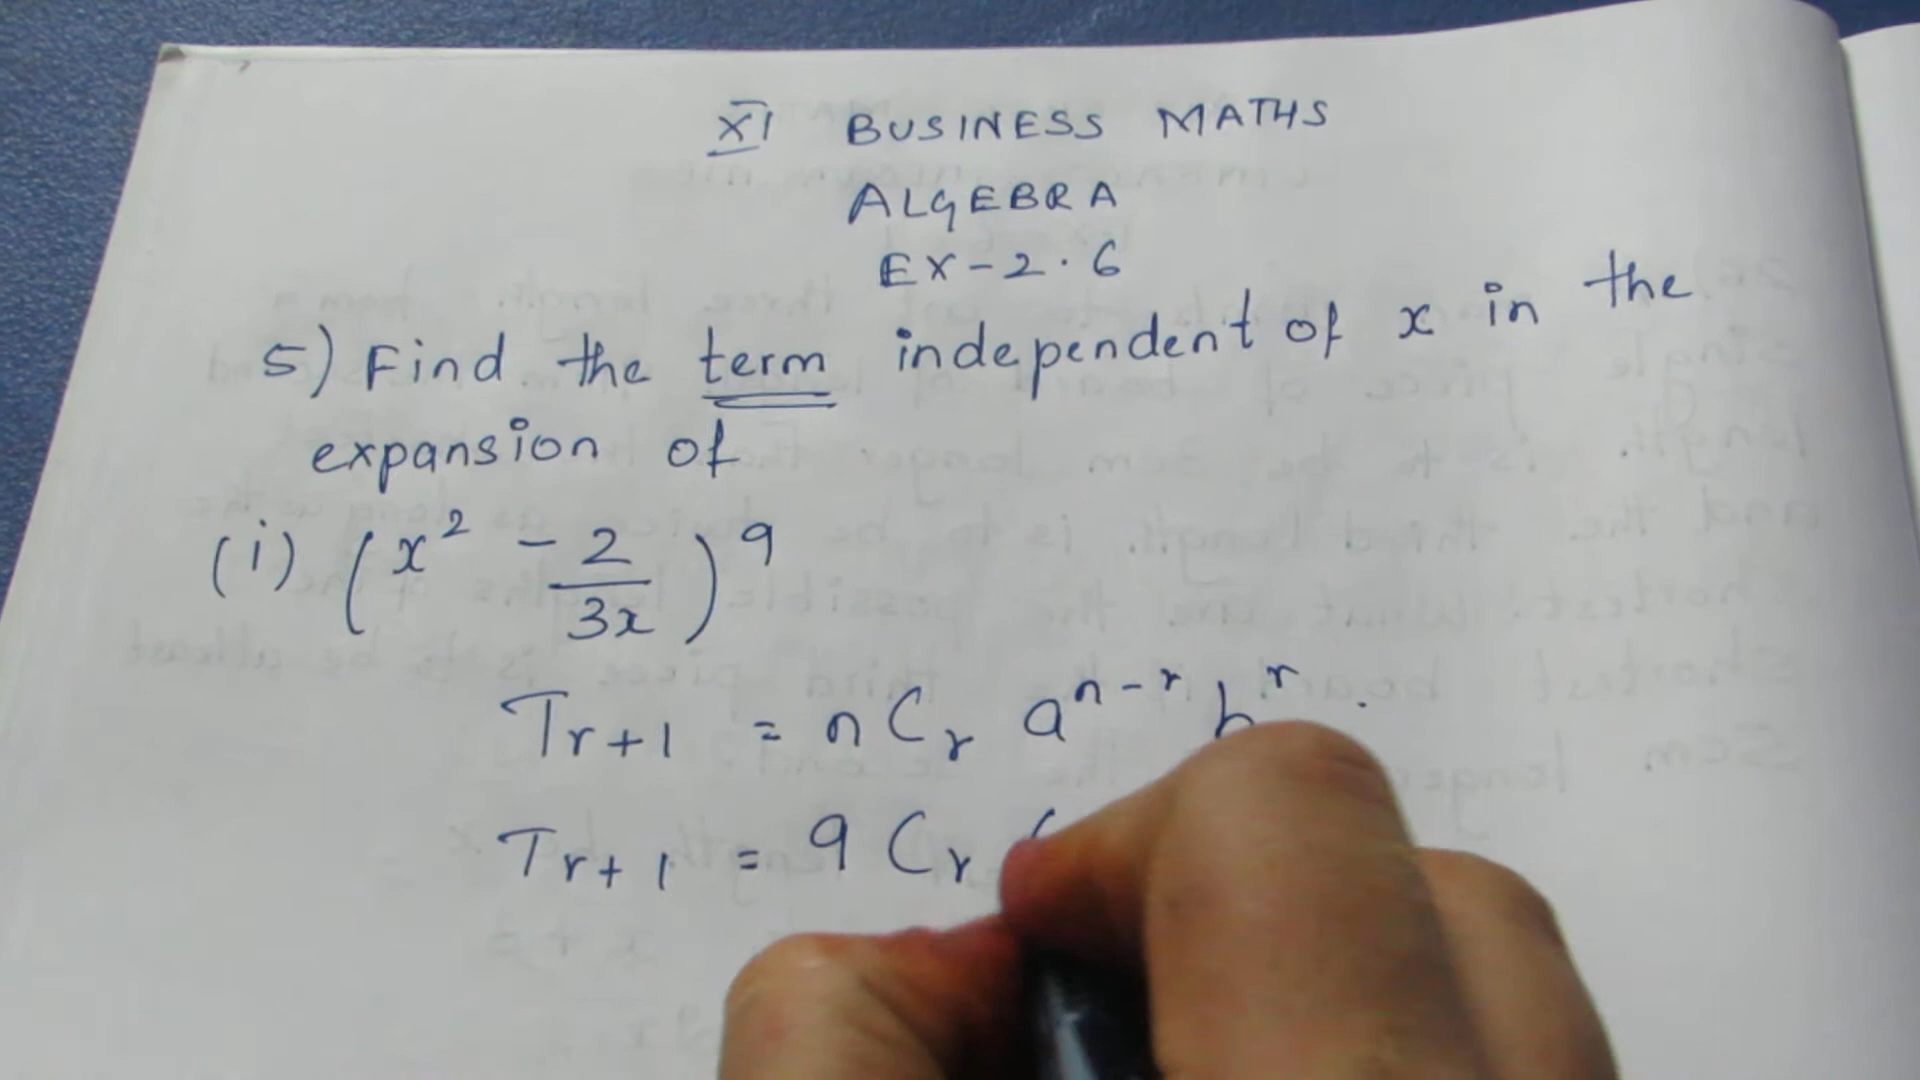 XI BUSINESS MATHS
ALGEBRA
EX-2.6
5) Find the term independent of x in the
expansion of
(i) (x² - 2/3x)⁹
Tr+1 = nCr aⁿ⁻ʳ bʳ.
Tr+1 = 9Cr (